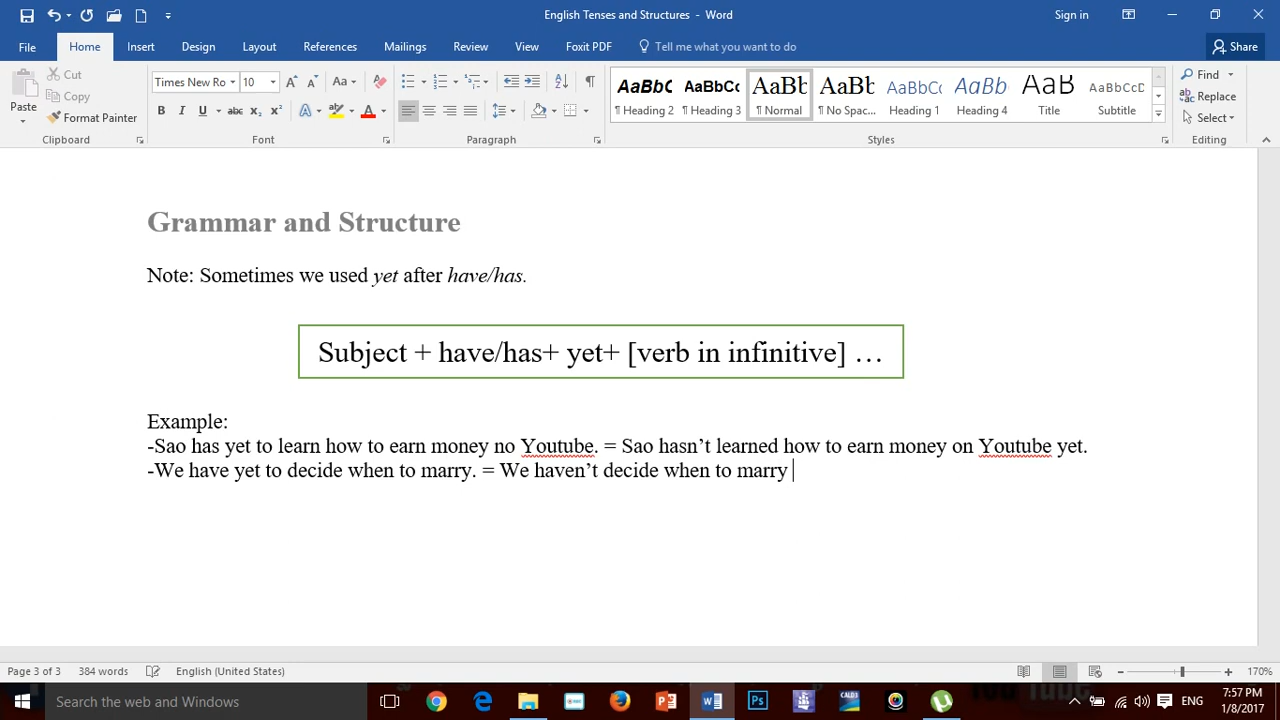 English Tenses and Structures - Word
Sign in
File Home Insert Design Layout References Mailings Review View Foxit PDF Tell me what you want to do Share
Paste
Cut
Copy
Format Painter
Times New Ro 10
AaBbC AaBbCc AaBb AaBb AaBbCc AaBb AaB AaBbCcD
¶ Heading 2 ¶ Heading 3 ¶ Normal ¶ No Spac... Heading 1 Heading 4 Title Subtitle
Find
Replace
Select
Clipboard Font Paragraph Styles Editing
Grammar and Structure
Note: Sometimes we used yet after have/has.
Subject + have/has+ yet+ [verb in infinitive] …
Example:
-Sao has yet to learn how to earn money no Youtube. = Sao hasn’t learned how to earn money on Youtube yet.
-We have yet to decide when to marry. = We haven’t decide when to marry
Page 3 of 3 384 words English (United States) 170%
Search the web and Windows
ENG
7:57 PM
1/8/2017